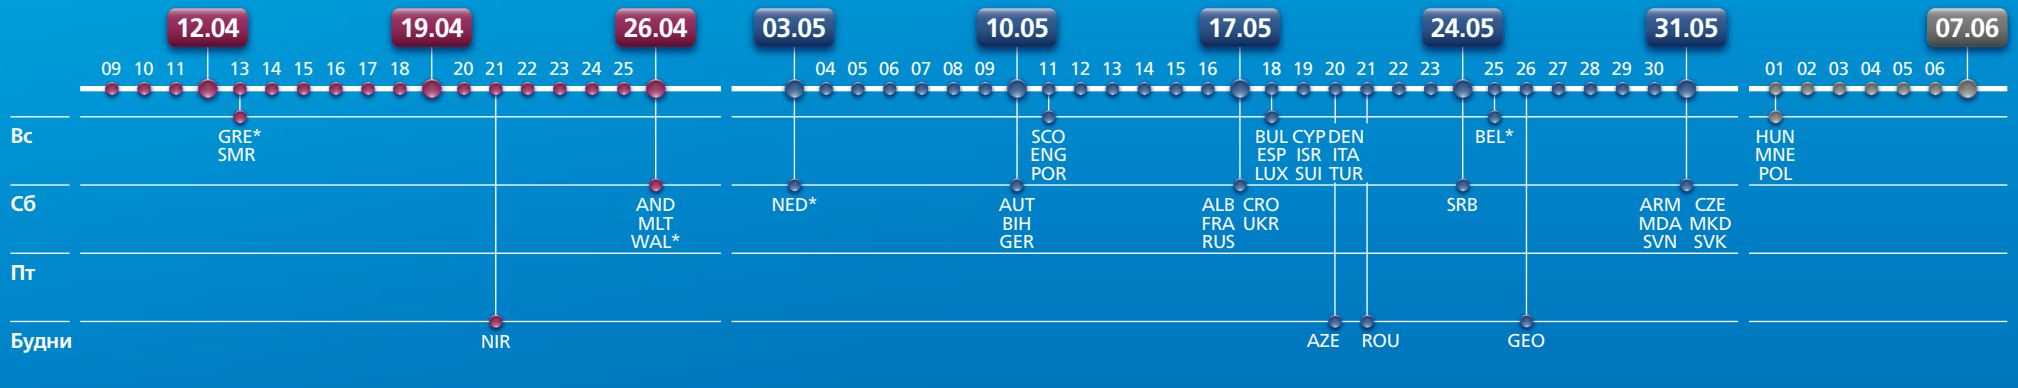 12.04 19.04 26.04 03.05 10.05 17.05 24.05 31.05 07.06
09 10 11 13 14 15 16 17 18 20 21 22 23 24 25 04 05 06 07 08 09 11 12 13 14 15 16 18 19 20 21 22 23 25 26 27 28 29 30 01 02 03 04 05 06
Вс GRE* SCO BUL CYP DEN BEL* HUN
SMR ENG ESP ISR ITA MNE
POR LUX SUI TUR POL
Сб AND NED* AUT ALB CRO SRB ARM CZE
MLT BIH FRA UKR MDA MKD
WAL* GER RUS SVN SVK
Пт
Будни NIR AZE ROU GEO